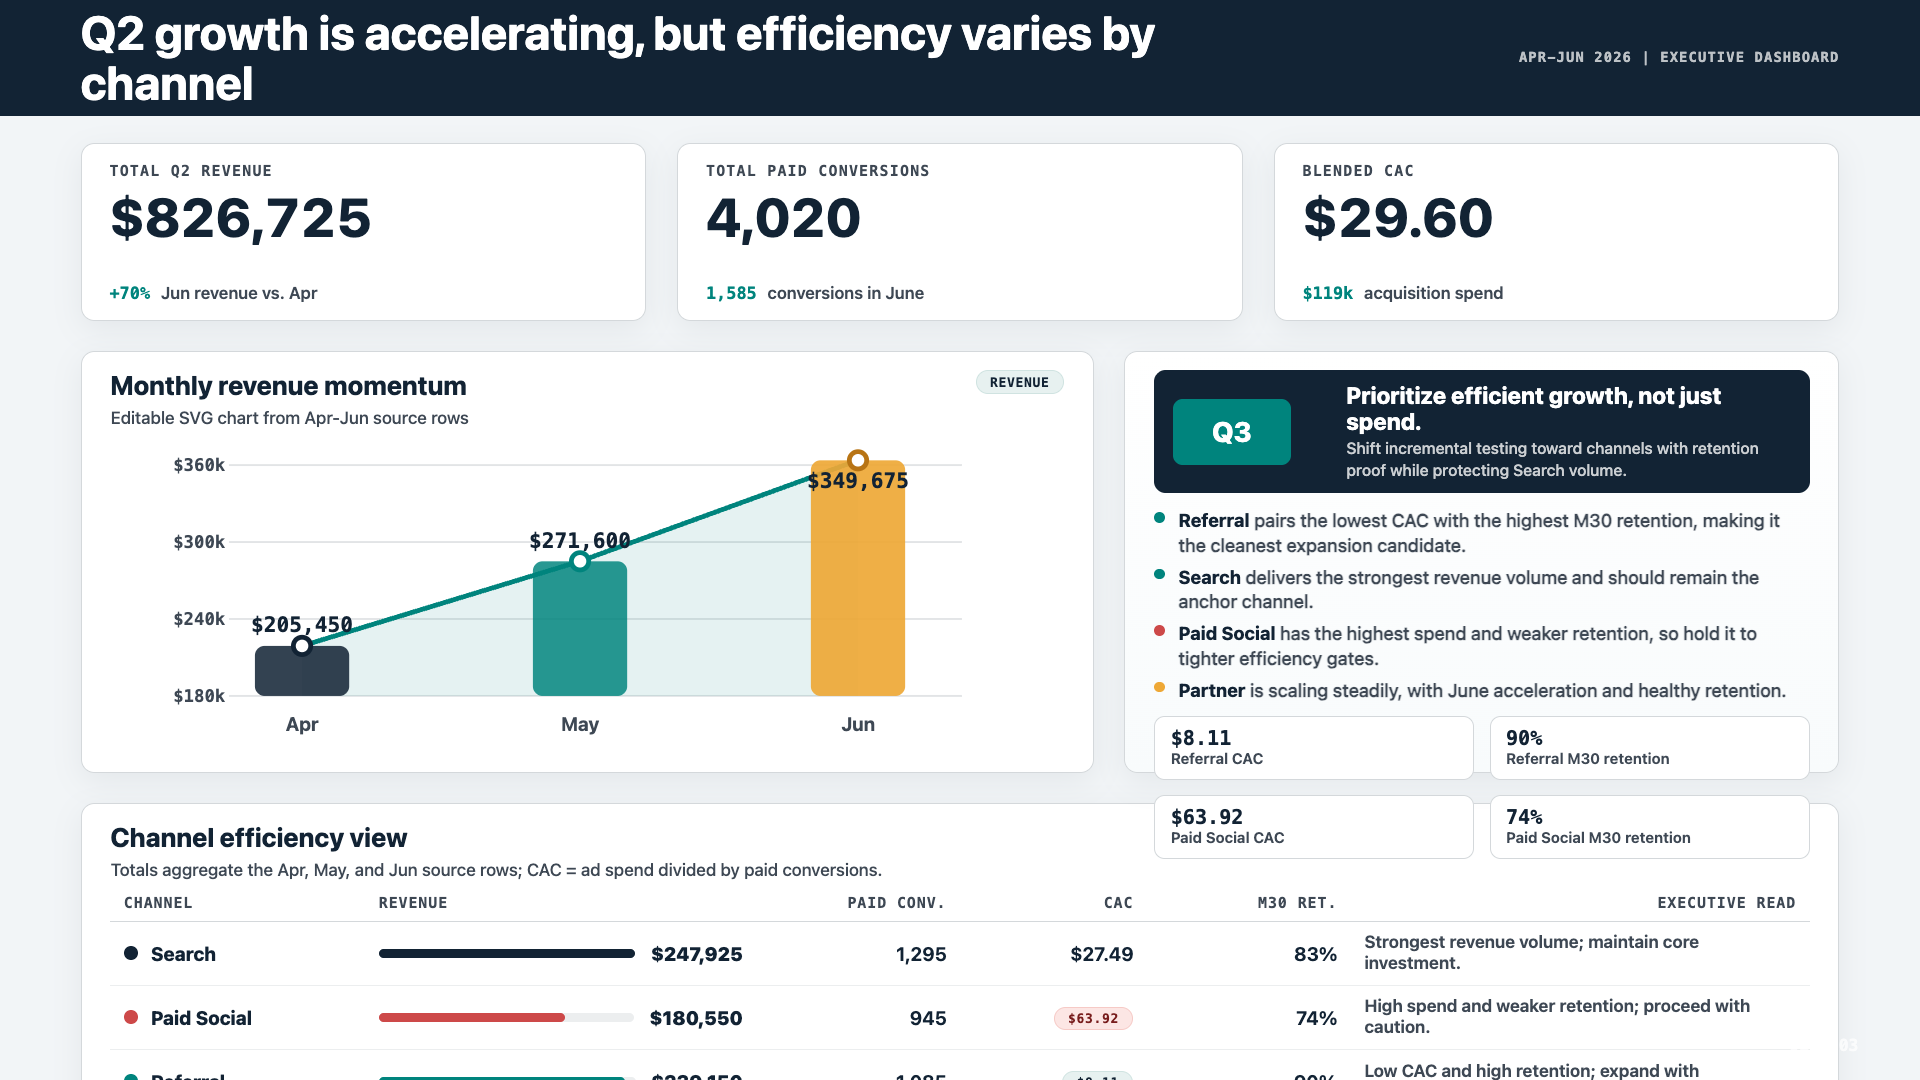 Q2 growth is accelerating, but efficiency varies by
channel
APR–JUN 2026 | EXECUTIVE DASHBOARD
TOTAL Q2 REVENUE
$826,725
+70% Jun revenue vs. Apr
TOTAL PAID CONVERSIONS
4,020
1,585 conversions in June
BLENDED CAC
$29.60
$119k acquisition spend
Monthly revenue momentum
REVENUE
Editable SVG chart from Apr-Jun source rows
$360k
$300k
$240k
$180k
$205,450
$271,600
$349,675
Apr
May
Jun
Q3
Prioritize efficient growth, not just
spend.
Shift incremental testing toward channels with retention
proof while protecting Search volume.
Referral pairs the lowest CAC with the highest M30 retention, making it
the cleanest expansion candidate.
Search delivers the strongest revenue volume and should remain the
anchor channel.
Paid Social has the highest spend and weaker retention, so hold it to
tighter efficiency gates.
Partner is scaling steadily, with June acceleration and healthy retention.
$8.11
Referral CAC
90%
Referral M30 retention
$63.92
Paid Social CAC
74%
Paid Social M30 retention
Channel efficiency view
Totals aggregate the Apr, May, and Jun source rows; CAC = ad spend divided by paid conversions.
CHANNEL REVENUE PAID CONV. CAC M30 RET. EXECUTIVE READ
Search $247,925 1,295 $27.49 83% Strongest revenue volume; maintain core
investment.
Paid Social $180,550 945 $63.92 74% High spend and weaker retention; proceed with
caution.
03
Referral Low CAC and high retention; expand with